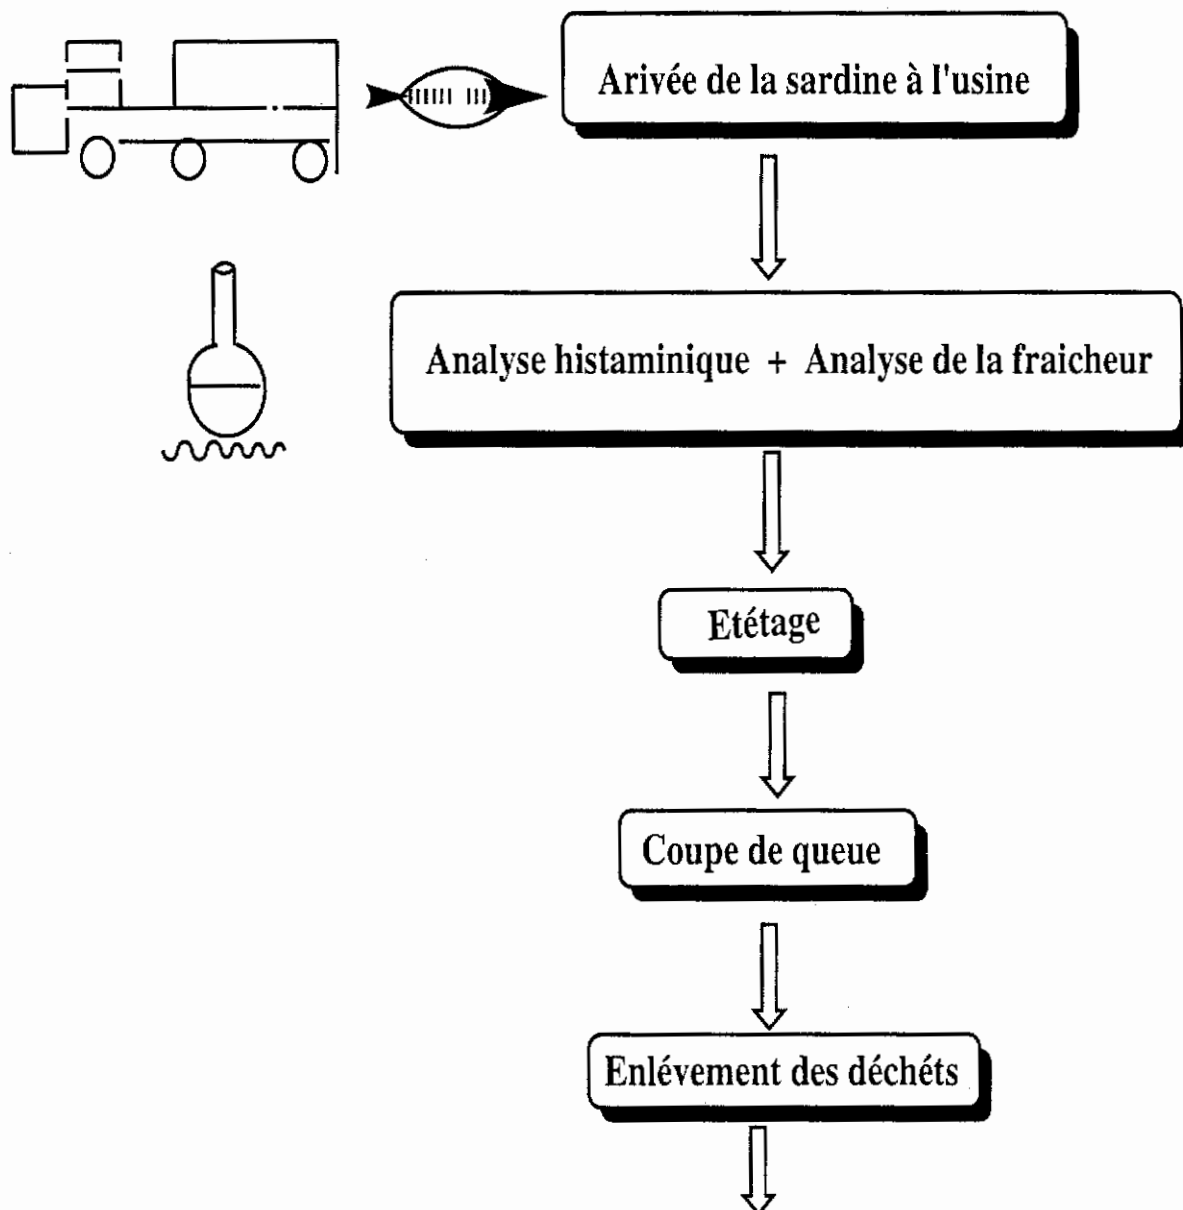 Arivée de la sardine à l'usine
Analyse histaminique + Analyse de la fraicheur
Etétage
Coupe de queue
Enlévement des déchéts